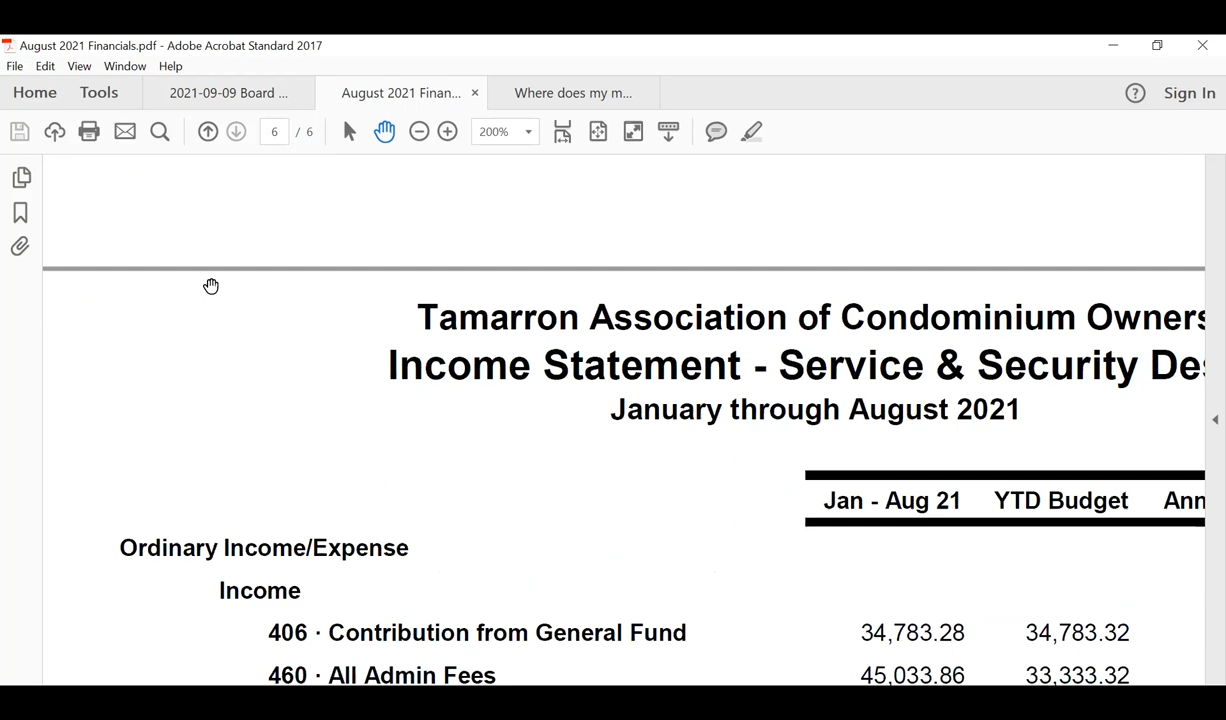 August 2021 Financials.pdf - Adobe Acrobat Standard 2017
File Edit View Window Help
Home Tools 2021-09-09 Board ... August 2021 Finan... × Where does my m... ? Sign In
6 / 6 200%
Tamarron Association of Condominium Owners
Income Statement - Service & Security Des
January through August 2021
Jan - Aug 21 YTD Budget Ann
Ordinary Income/Expense
Income
406 · Contribution from General Fund 34,783.28 34,783.32
460 · All Admin Fees 45,033.86 33,333.32